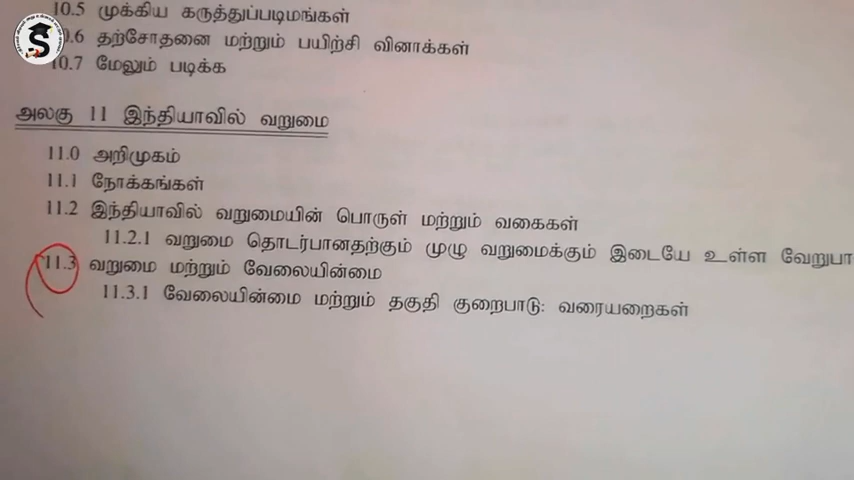 10.5 முக்கிய கருத்துப்படிமங்கள்
0.6 தற்சோதனை மற்றும் பயிற்சி வினாக்கள்
10.7 மேலும் படிக்க
அலகு 11 இந்தியாவில் வறுமை
11.0 அறிமுகம்
11.1 நோக்கங்கள்
11.2 இந்தியாவில் வறுமையின் பொருள் மற்றும் வகைகள்
11.2.1 வறுமை தொடர்பானதற்கும் முழு வறுமைக்கும் இடையே உள்ள வேறுபா
11.3 வறுமை மற்றும் வேலையின்மை
11.3.1 வேலையின்மை மற்றும் தகுதி குறைபாடு: வரையறைகள்